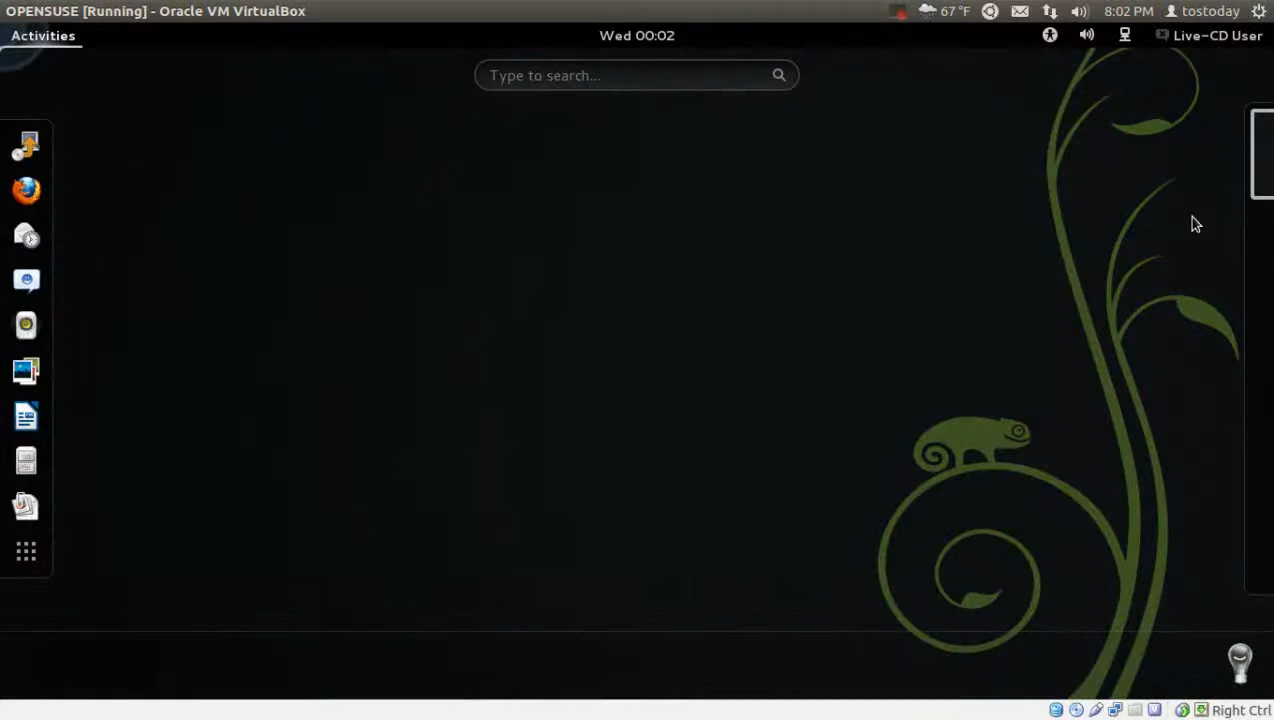 OPENSUSE [Running] - Oracle VM VirtualBox 67 °F 8:02 PM tostoday
Activities Wed 00:02 Live-CD User
Type to search...
Right Ctrl